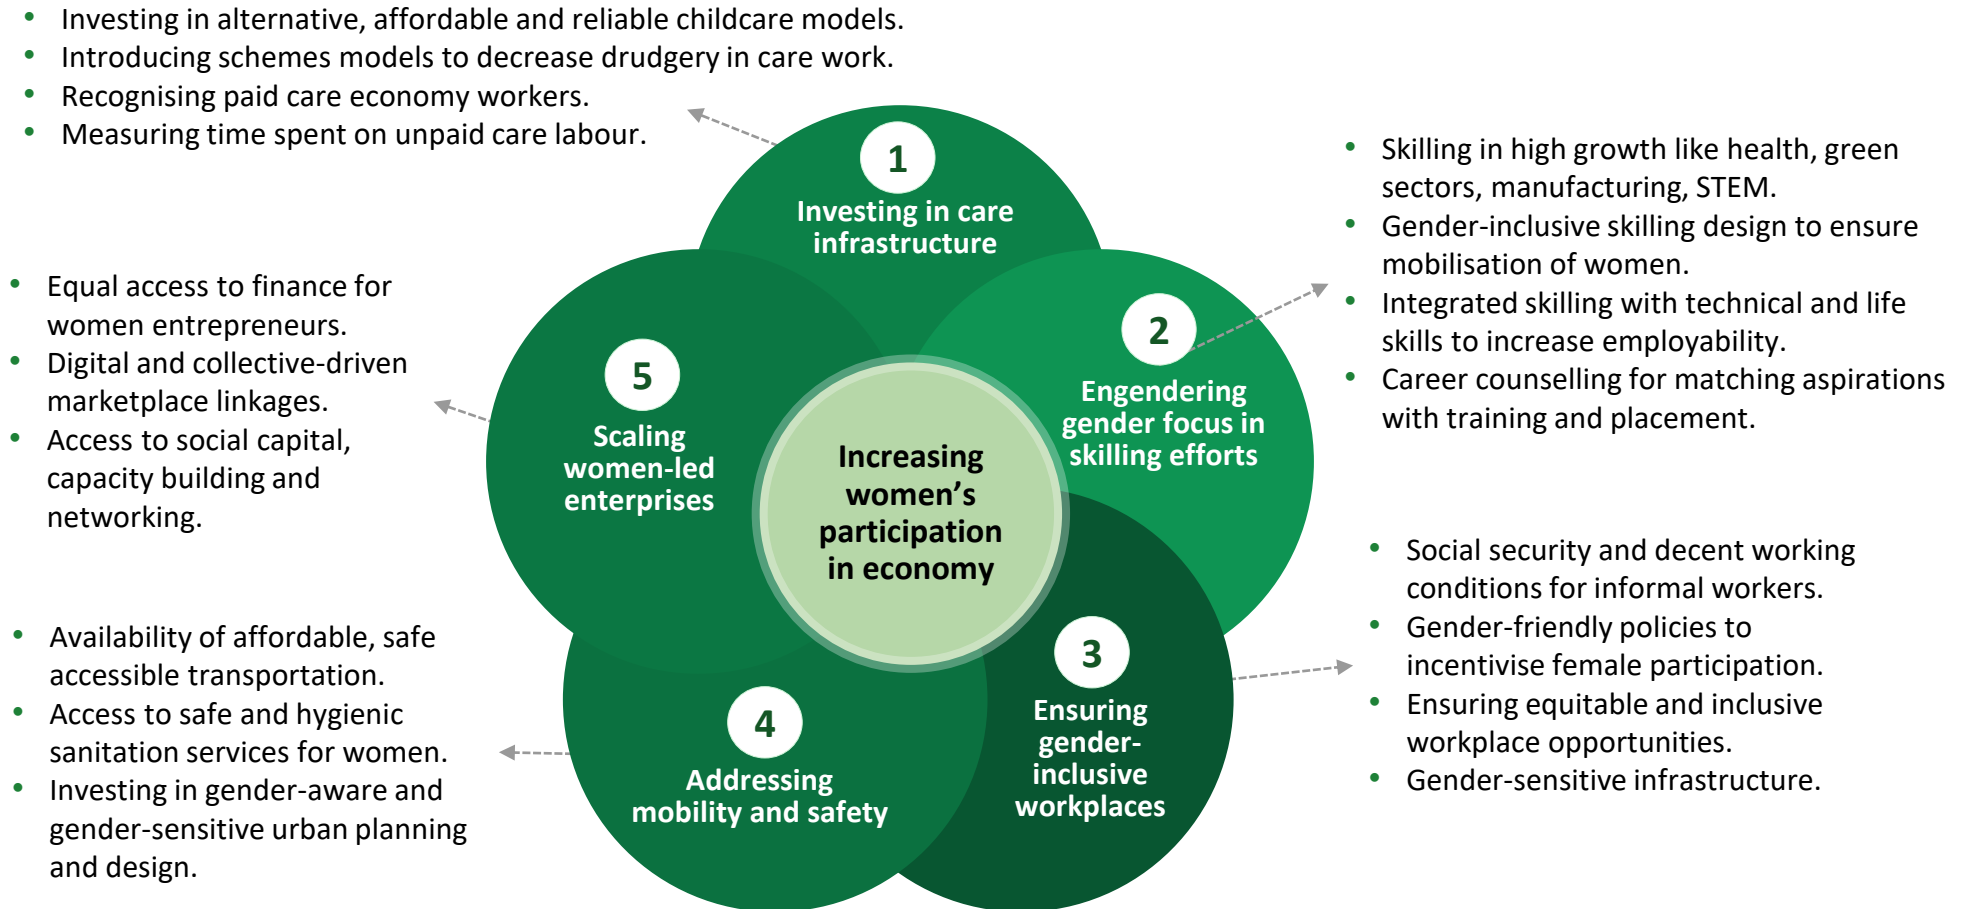 • Investing in alternative, affordable and reliable childcare models.
• Introducing schemes models to decrease drudgery in care work.
• Recognising paid care economy workers.
• Measuring time spent on unpaid care labour.
1
Investing in care
infrastructure
• Skilling in high growth like health, green
sectors, manufacturing, STEM.
• Gender-inclusive skilling design to ensure
mobilisation of women.
• Integrated skilling with technical and life
skills to increase employability.
• Career counselling for matching aspirations
with training and placement.
2
Engendering
gender focus in
skilling efforts
• Equal access to finance for
women entrepreneurs.
• Digital and collective-driven
marketplace linkages.
• Access to social capital,
capacity building and
networking.
5
Scaling
women-led
enterprises
Increasing
women’s
participation
in economy
• Social security and decent working
conditions for informal workers.
• Gender-friendly policies to
incentivise female participation.
• Ensuring equitable and inclusive
workplace opportunities.
• Gender-sensitive infrastructure.
3
Ensuring
gender-
inclusive
workplaces
• Availability of affordable, safe
accessible transportation.
• Access to safe and hygienic
sanitation services for women.
• Investing in gender-aware and
gender-sensitive urban planning
and design.
4
Addressing
mobility and safety